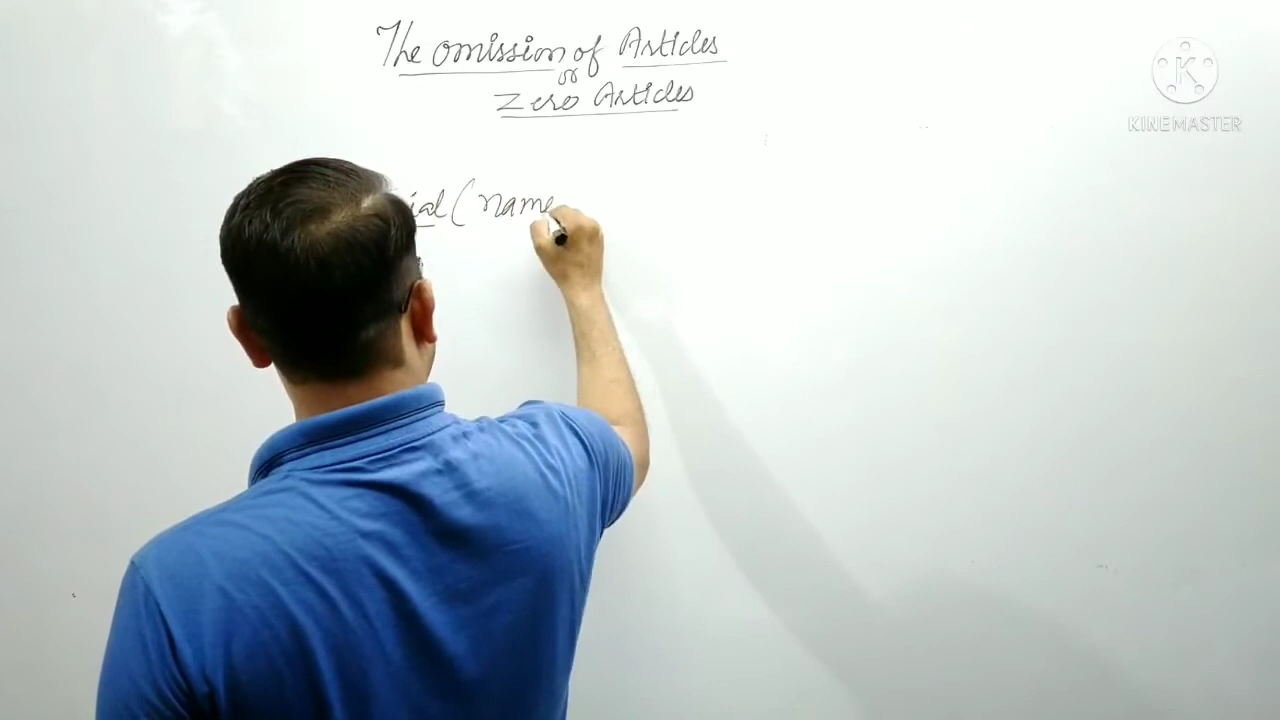 The omission of Articles
or
Zero Articles
ial ( name
KINEMASTER